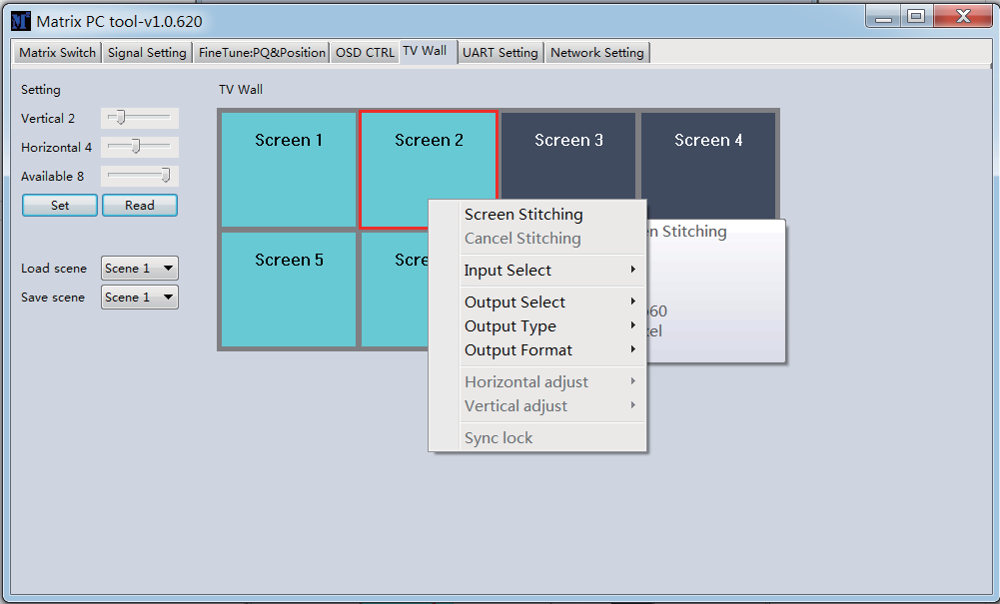 Matrix PC tool-v1.0.620
Matrix Switch Signal Setting FineTune:PQ&Position OSD CTRL TV Wall UART Setting Network Setting
Setting
TV Wall
Vertical 2
Horizontal 4
Available 8
Set Read
Load scene Scene 1
Save scene Scene 1
Screen 1 Screen 2 Screen 3 Screen 4
Screen 5
Screen Stitching
Cancel Stitching
Input Select
Output Select
Output Type
Output Format
Horizontal adjust
Vertical adjust
Sync lock
Stitching